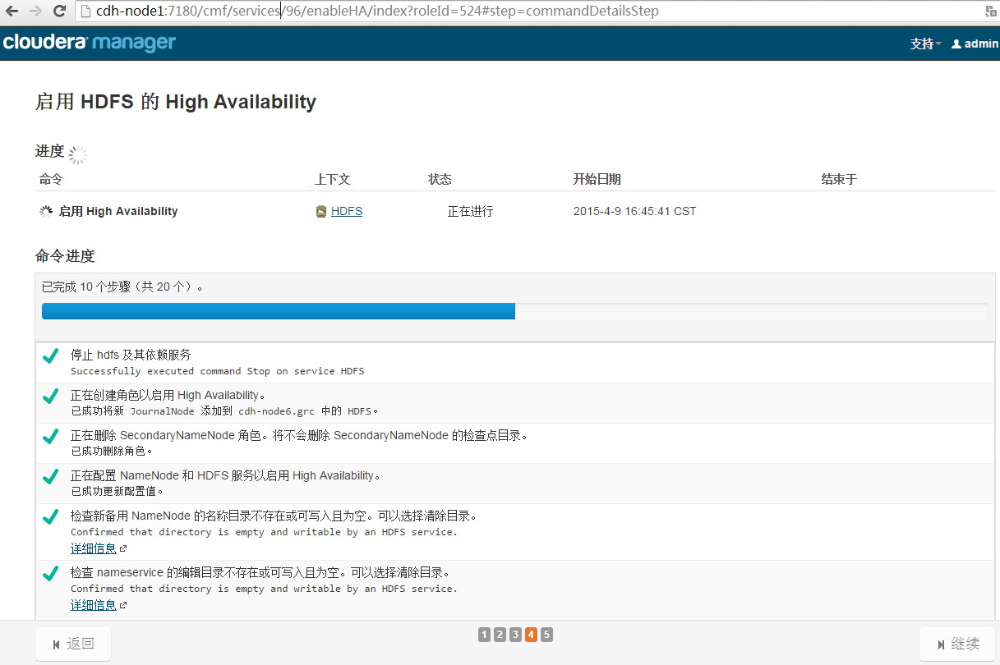 cdh-node1:7180/cmf/services/96/enableHA/index?roleId=524#step=commandDetailsStep
cloudera manager 支持 admin
启用 HDFS 的 High Availability
进度
命令 上下文 状态 开始日期 结束于
启用 High Availability HDFS 正在进行 2015-4-9 16:45:41 CST
命令进度
已完成 10 个步骤（共 20 个）。
停止 hdfs 及其依赖服务
Successfully executed command Stop on service HDFS
正在创建角色以启用 High Availability。
已成功将新 JournalNode 添加到 cdh-node6.grc 中的 HDFS。
正在删除 SecondaryNameNode 角色。将不会删除 SecondaryNameNode 的检查点目录。
已成功删除角色。
正在配置 NameNode 和 HDFS 服务以启用 High Availability。
已成功更新配置值。
检查新备用 NameNode 的名称目录不存在或可写入且为空。可以选择清除目录。
Confirmed that directory is empty and writable by an HDFS service.
详细信息
检查 nameservice 的编辑目录不存在或可写入且为空。可以选择清除目录。
Confirmed that directory is empty and writable by an HDFS service.
详细信息
返回 1 2 3 4 5 继续